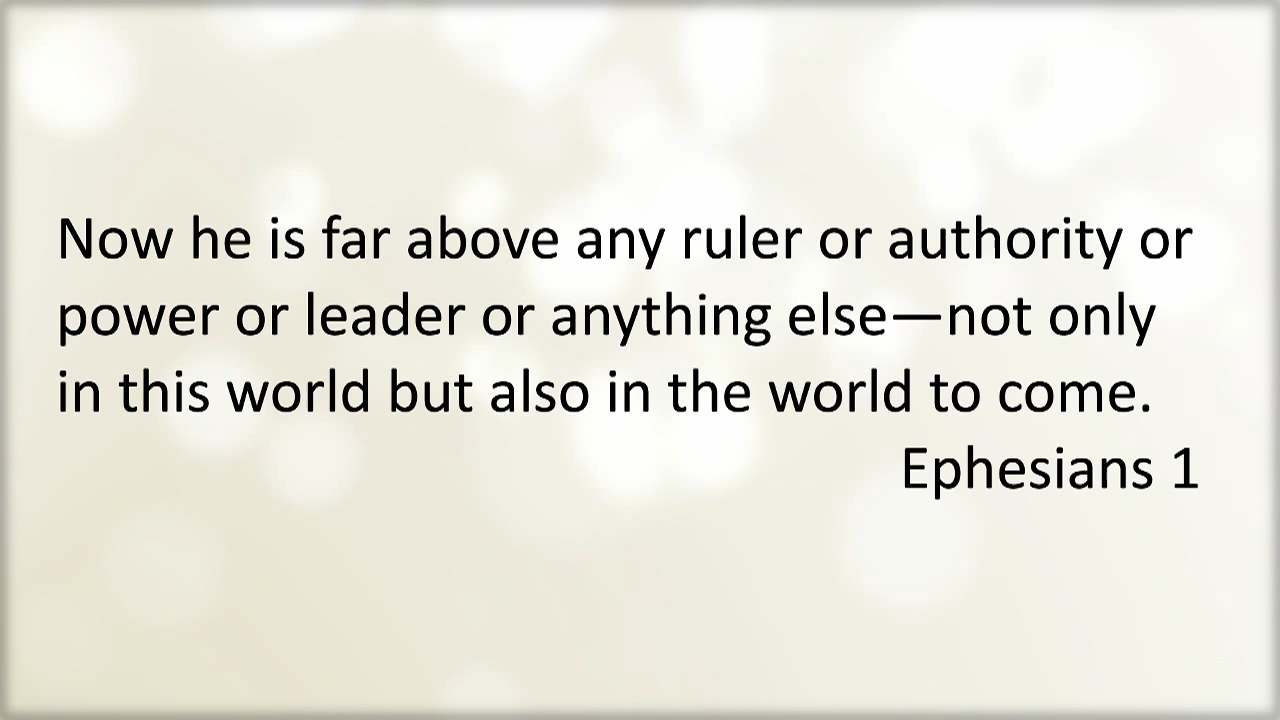 Now he is far above any ruler or authority or
power or leader or anything else—not only
in this world but also in the world to come.
Ephesians 1